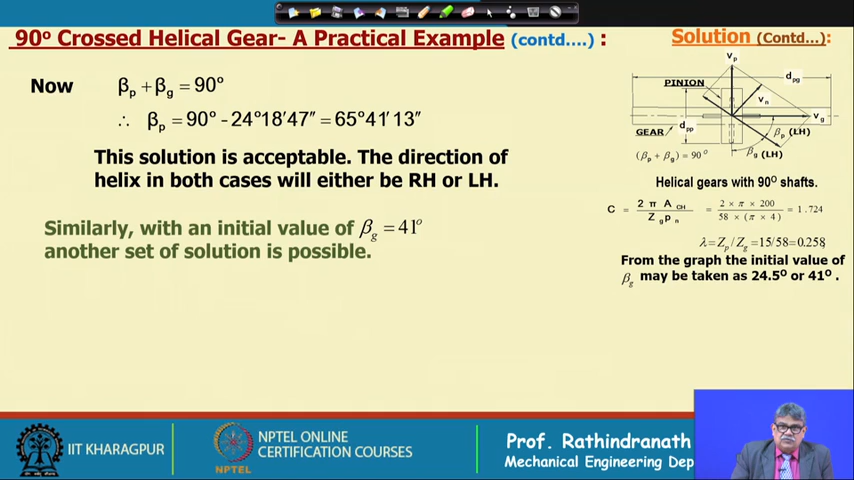 90° Crossed Helical Gear- A Practical Example (contd....) :
Now β_p + β_g = 90°
∴ β_p = 90° - 24°18′47″ = 65°41′13″
This solution is acceptable. The direction of
helix in both cases will either be RH or LH.
Similarly, with an initial value of β_g = 41°
another set of solution is possible.
Solution (Contd...):
V_p
d_pg
PINION
V_n
V_g
d_pp
GEAR
β_p (LH)
β_g (LH)
(β_p + β_g) = 90°
Helical gears with 90° shafts.
C = 2 π A_CH / Z_g p_n = 2 × π × 200 / 58 × (π × 4) = 1.724
λ = Z_p / Z_g = 15/58 = 0.258
From the graph the initial value of
β_g may be taken as 24.5° or 41° .
IIT KHARAGPUR
NPTEL
NPTEL ONLINE
CERTIFICATION COURSES
Prof. Rathindranath
Mechanical Engineering Dep